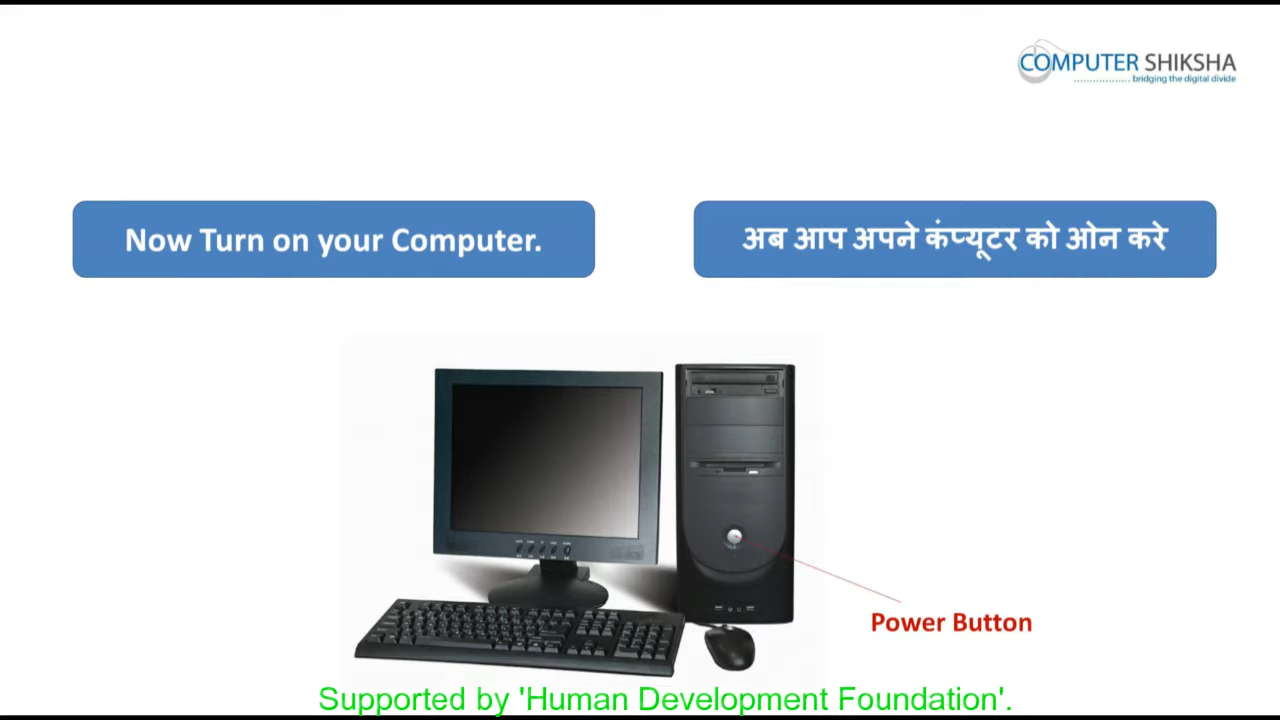 COMPUTER SHIKSHA
bridging the digital divide
Now Turn on your Computer.
अब आप अपने कंप्यूटर को ओन करे
Power Button
Supported by 'Human Development Foundation'.